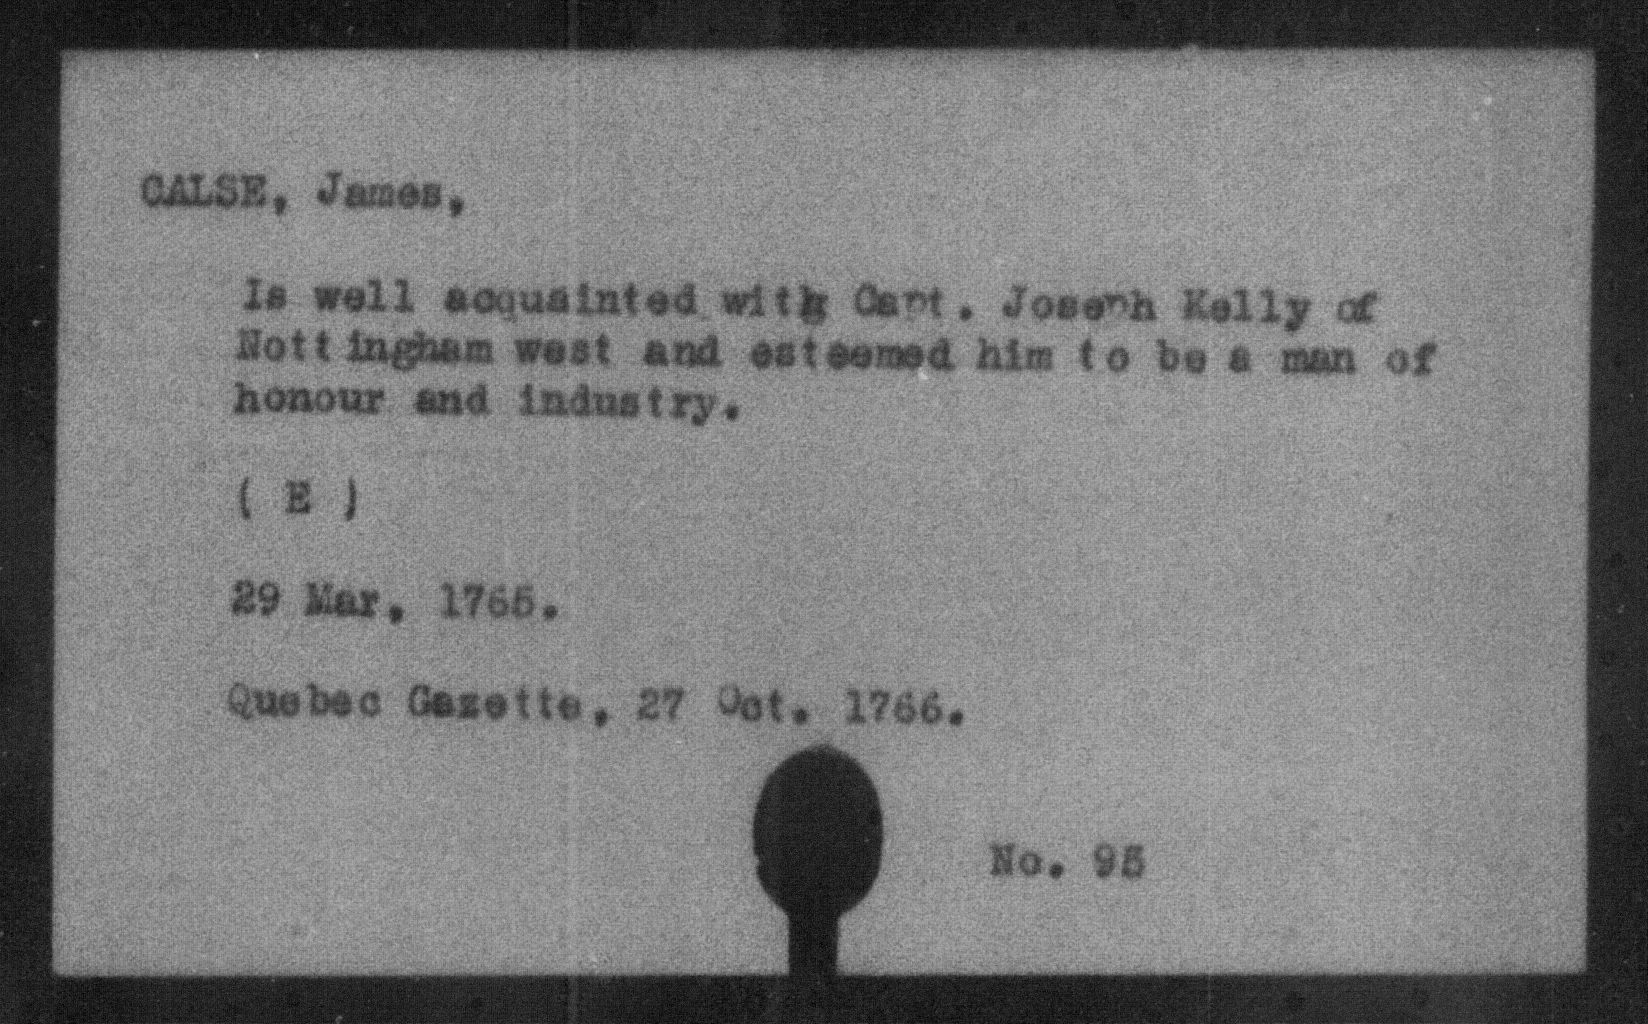 CALSE, James,
Is well acquainted with Capt. Joseph Kelly of
Nottingham west and esteemed him to be a man of
honour and industry.
( E )
29 Mar, 1765.
Quebec Gazette, 27 Oct. 1766.
No. 95